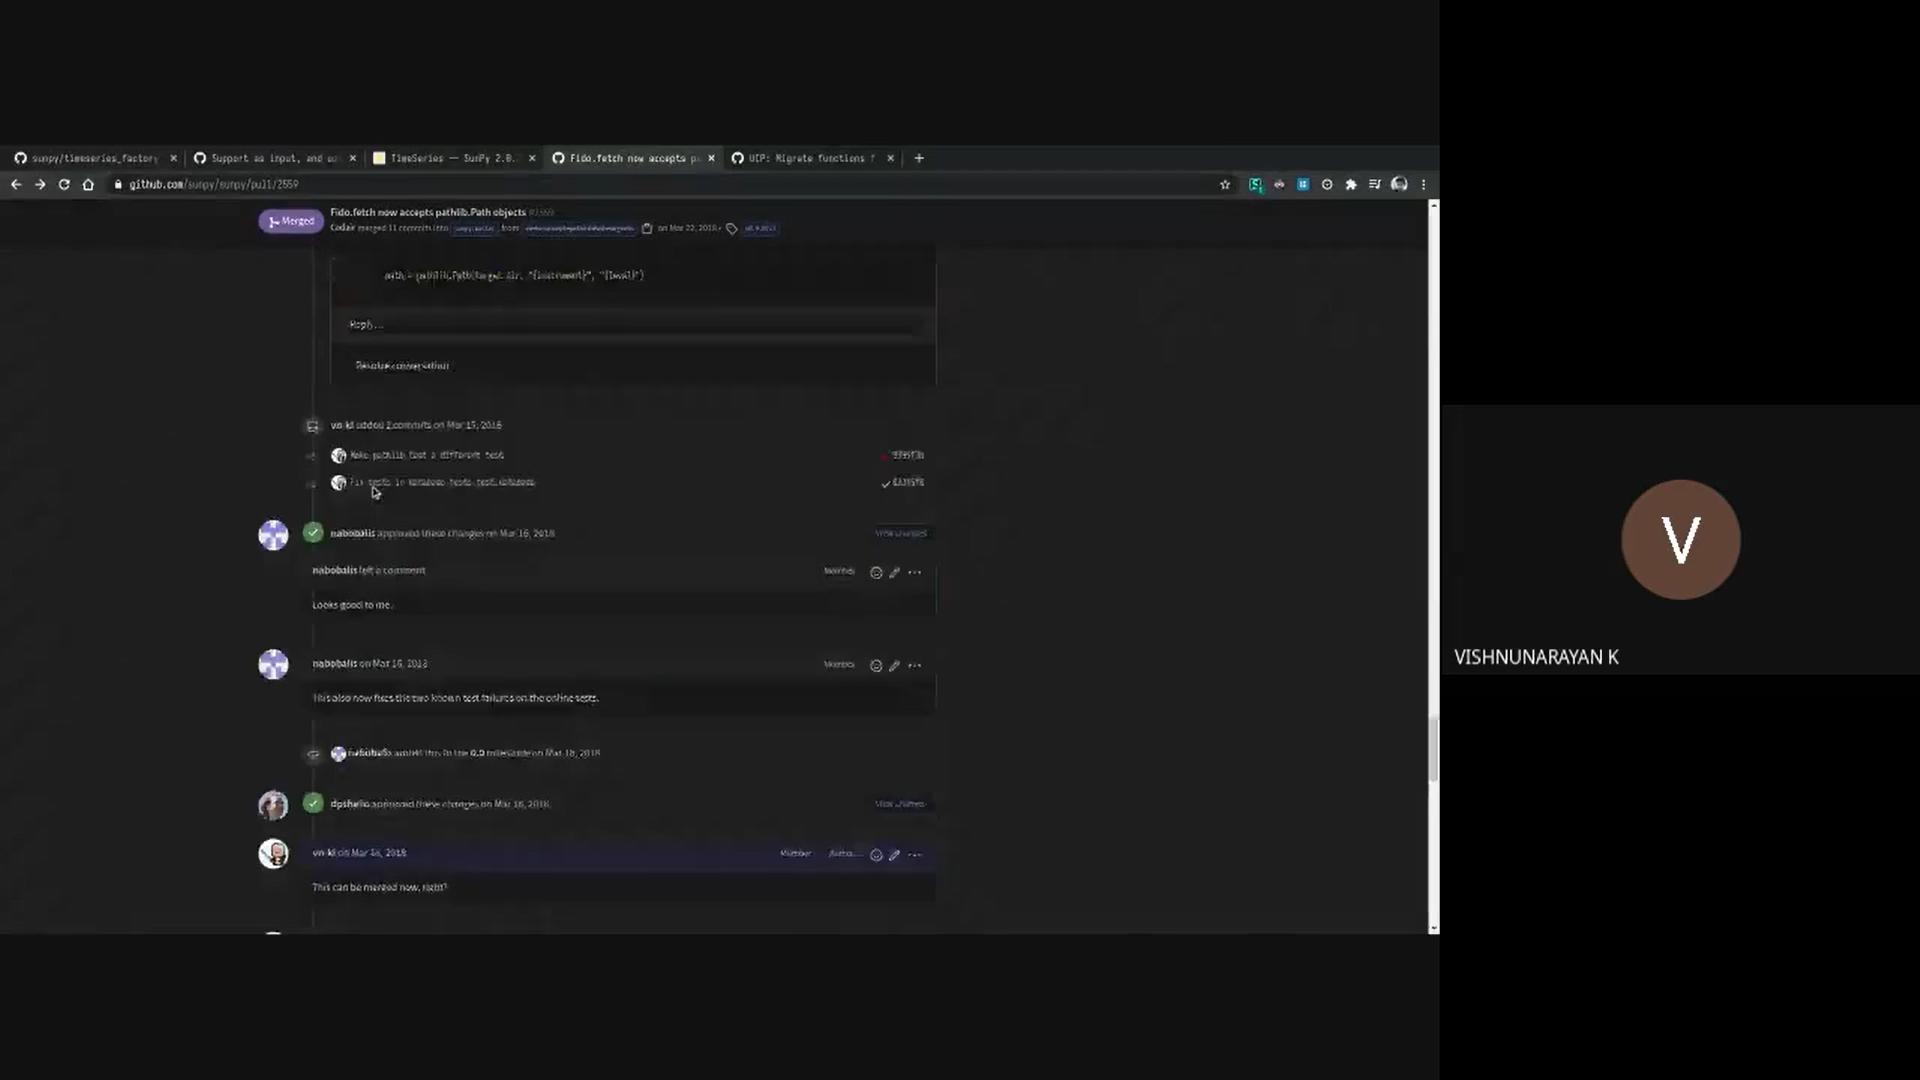 sunpy/timeseries_factory
Support as input, and ou
TimeSeries — SunPy 2.0.
Fido.fetch now accepts p
UIP: Migrate functions f
github.com/sunpy/sunpy/pull/2559
Merged
Fido.fetch now accepts pathlib.Path objects #2559
Cadair merged 11 commits into from on Mar 22, 2018
path = pathlib.Path(target_dir, "{instrument}", "{level}")
Reply...
Resolve conversation
vn-ki added 2 commits on Mar 15, 2018
Make pathlib test a different test
Fix tests in database tests
nabobalis approved these changes on Mar 16, 2018
View changes
nabobalis left a comment
Member
Looks good to me.
nabobalis on Mar 16, 2018
Member
This also now fixes the two known test failures on the online tests.
nabobalis added this to the 0.9 milestone on Mar 16, 2018
dpshelio approved these changes on Mar 16, 2018
View changes
vn-ki on Mar 16, 2018
Member
This can be merged now, right?
V
VISHNUNARAYAN K